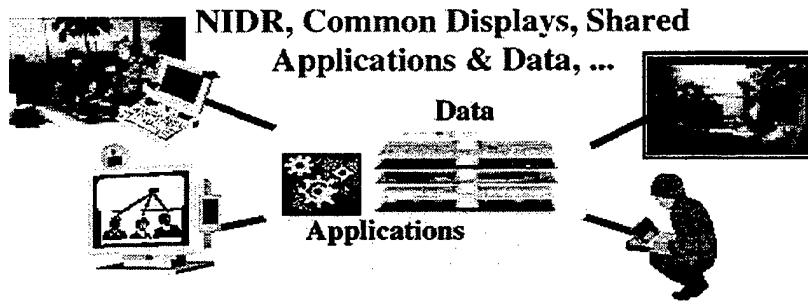 NIDR, Common Displays, Shared
Applications & Data, ...
Data
Applications